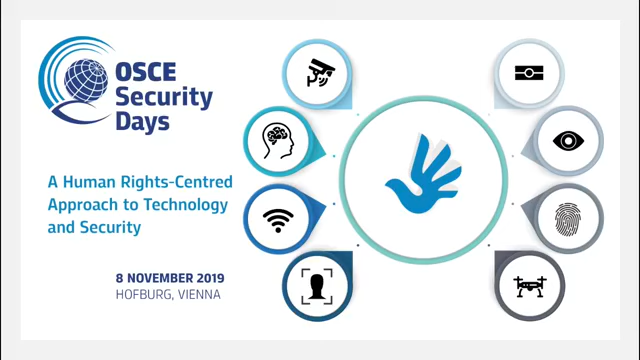 OSCE
Security
Days
A Human Rights-Centred
Approach to Technology
and Security
8 NOVEMBER 2019
HOFBURG, VIENNA